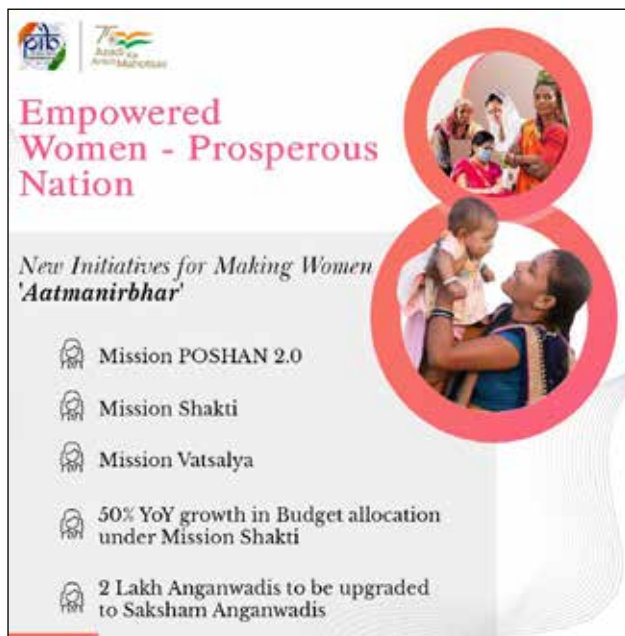 pib
Azadi Ka
Amrit Mahotsav
Empowered
Women - Prosperous
Nation
New Initiatives for Making Women
'Aatmanirbhar'
Mission POSHAN 2.0
Mission Shakti
Mission Vatsalya
50% YoY growth in Budget allocation
under Mission Shakti
2 Lakh Anganwadis to be upgraded
to Saksham Anganwadis